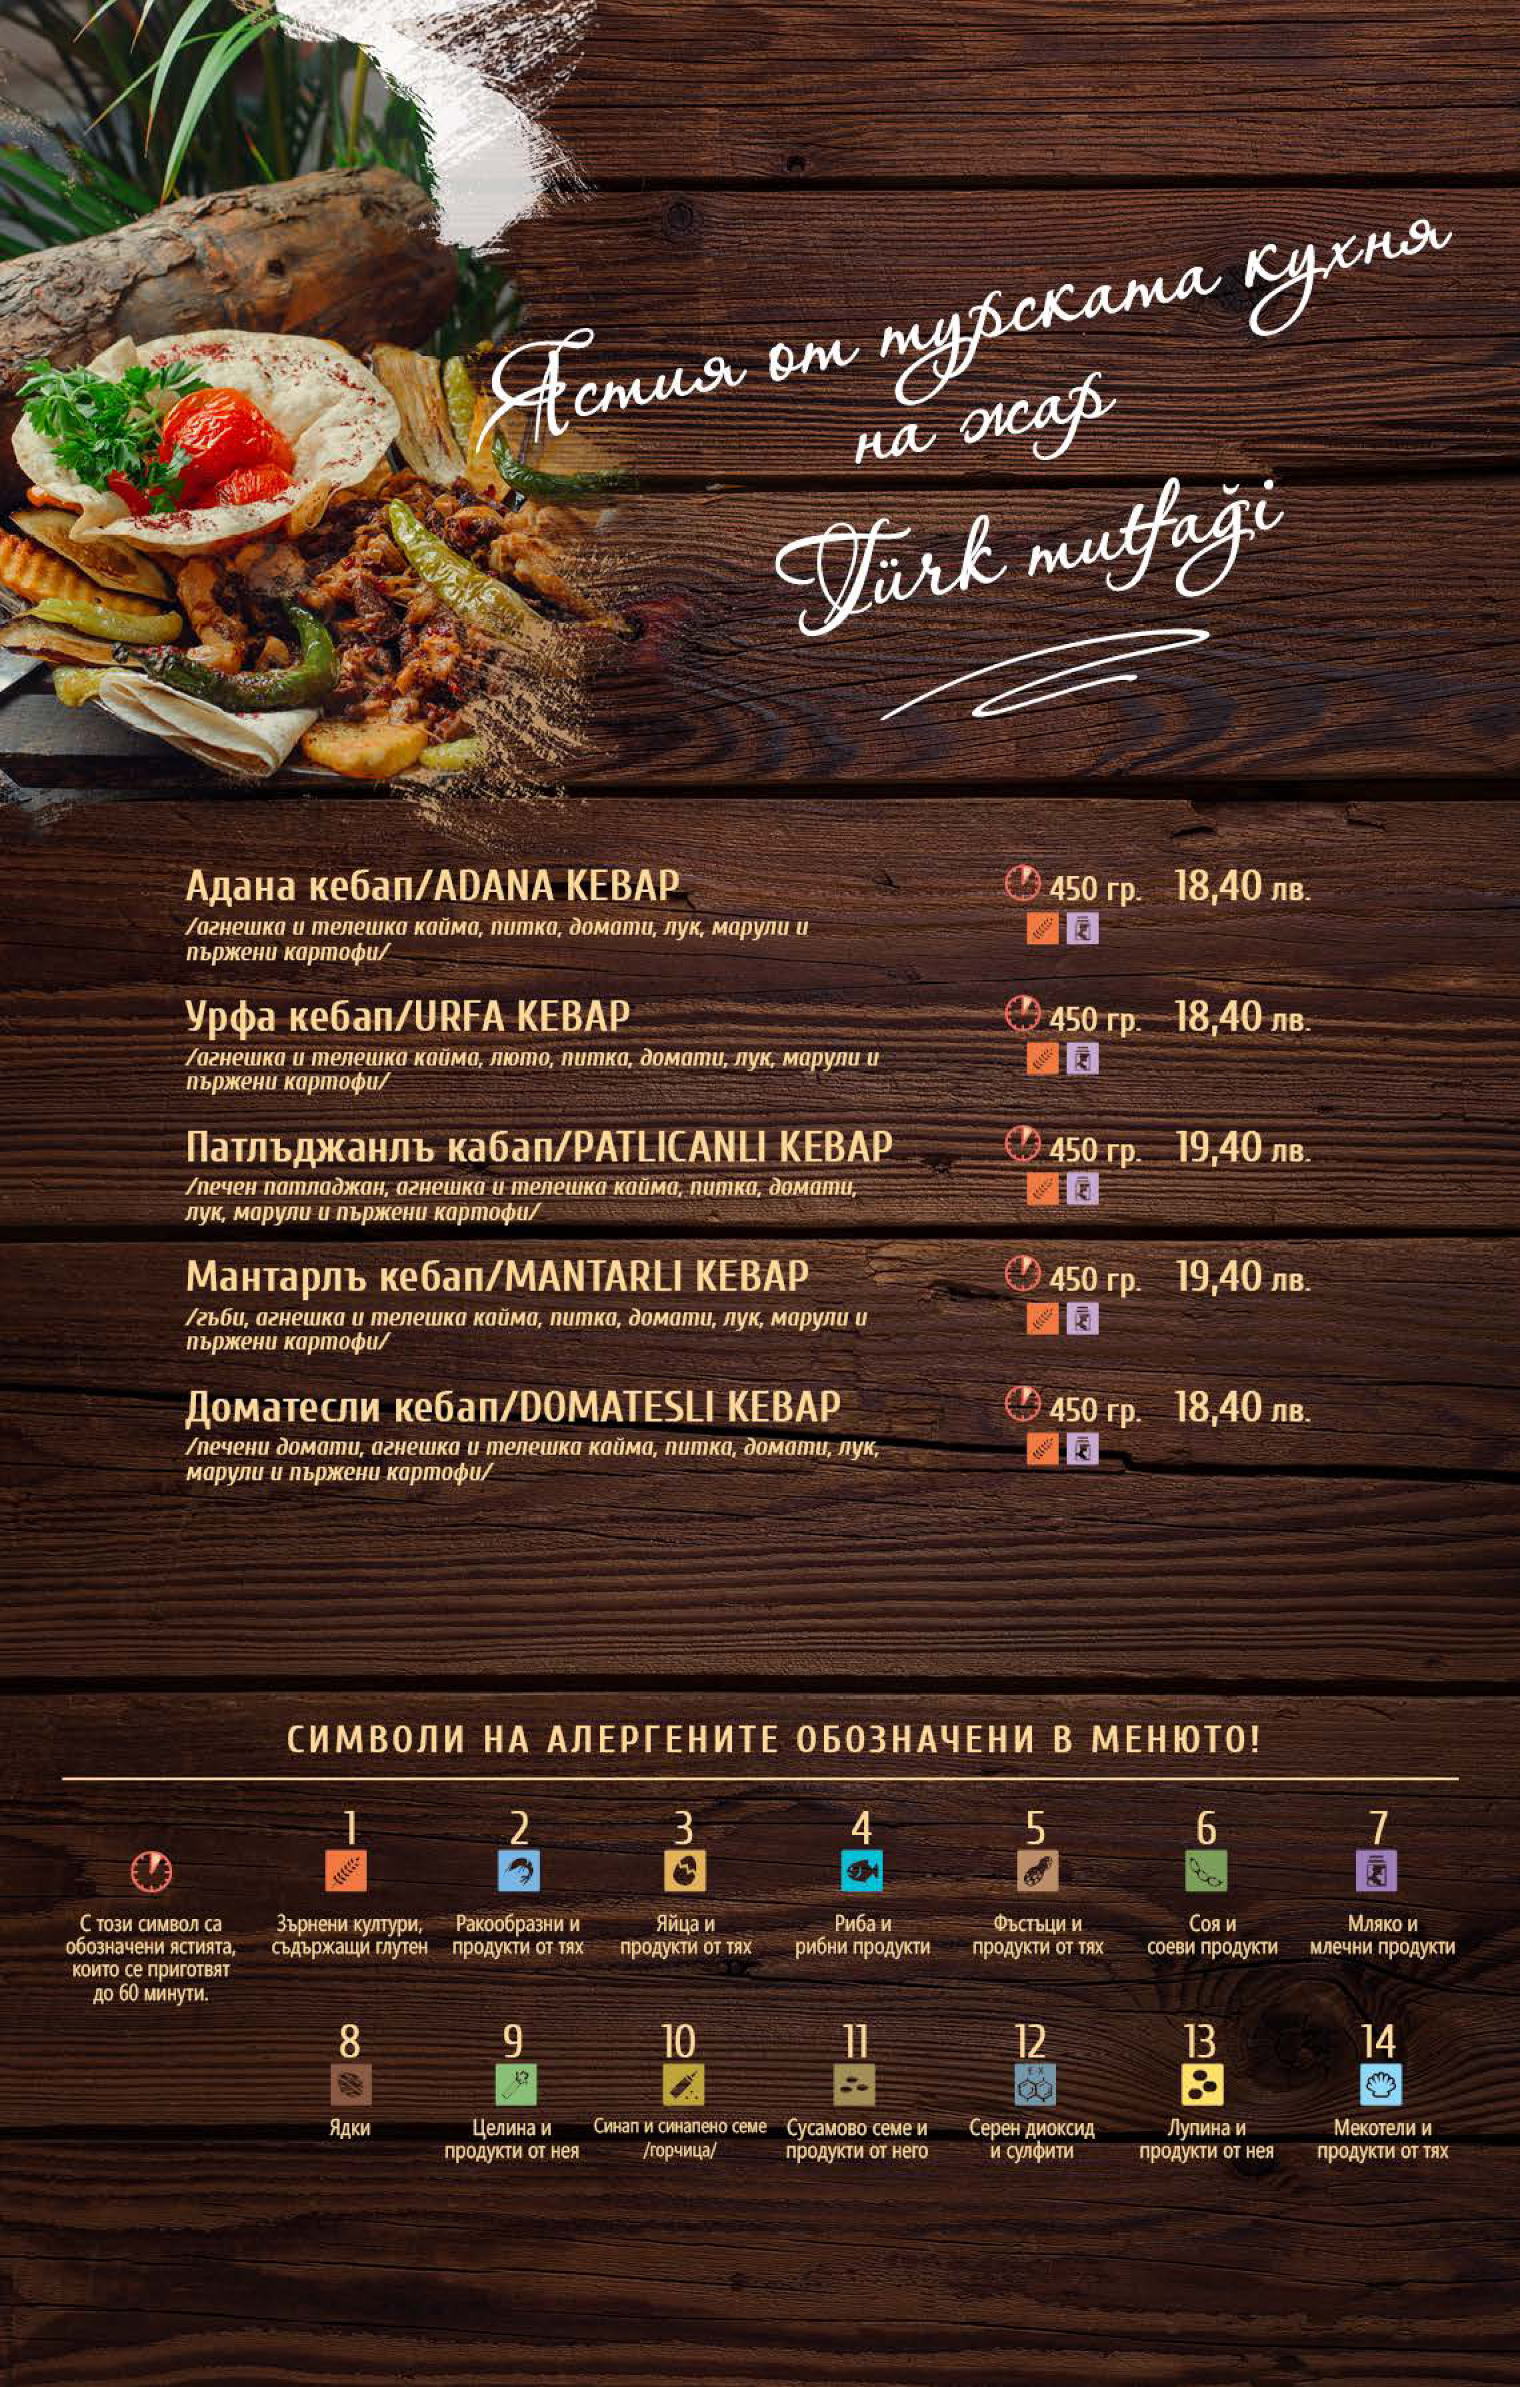 Ястия от турската кухня
на жар
Türk mutfaği
Адана кебап/ADANA KEBAP 450 гр. 18,40 лв.
/агнешка и телешка кайма, питка, домати, лук, марули и
пържени картофи/
Урфа кебап/URFA KEBAP 450 гр. 18,40 лв.
/агнешка и телешка кайма, люто, питка, домати, лук, марули и
пържени картофи/
Патлъджанлъ кабап/PATLICANLI KEBAP 450 гр. 19,40 лв.
/печен патладжан, агнешка и телешка кайма, питка, домати,
лук, марули и пържени картофи/
Мантарлъ кебап/MANTARLI KEBAP 450 гр. 19,40 лв.
/гъби, агнешка и телешка кайма, питка, домати, лук, марули и
пържени картофи/
Доматесли кебап/DOMATESLI KEBAP 450 гр. 18,40 лв.
/печени домати, агнешка и телешка кайма, питка, домати, лук,
марули и пържени картофи/
СИМВОЛИ НА АЛЕРГЕНИТЕ ОБОЗНАЧЕНИ В МЕНЮТО!
С този символ са
обозначени ястията,
които се приготвят
до 60 минути.
1
Зърнени култури,
съдържащи глутен
2
Ракообразни и
продукти от тях
3
Яйца и
продукти от тях
4
Риба и
рибни продукти
5
Фъстъци и
продукти от тях
6
Соя и
соеви продукти
7
Мляко и
млечни продукти
8
Ядки
9
Целина и
продукти от нея
10
Синап и синапено семе
/горчица/
11
Сусамово семе и
продукти от него
12
Серен диоксид
и сулфити
13
Лупина и
продукти от нея
14
Мекотели и
продукти от тях